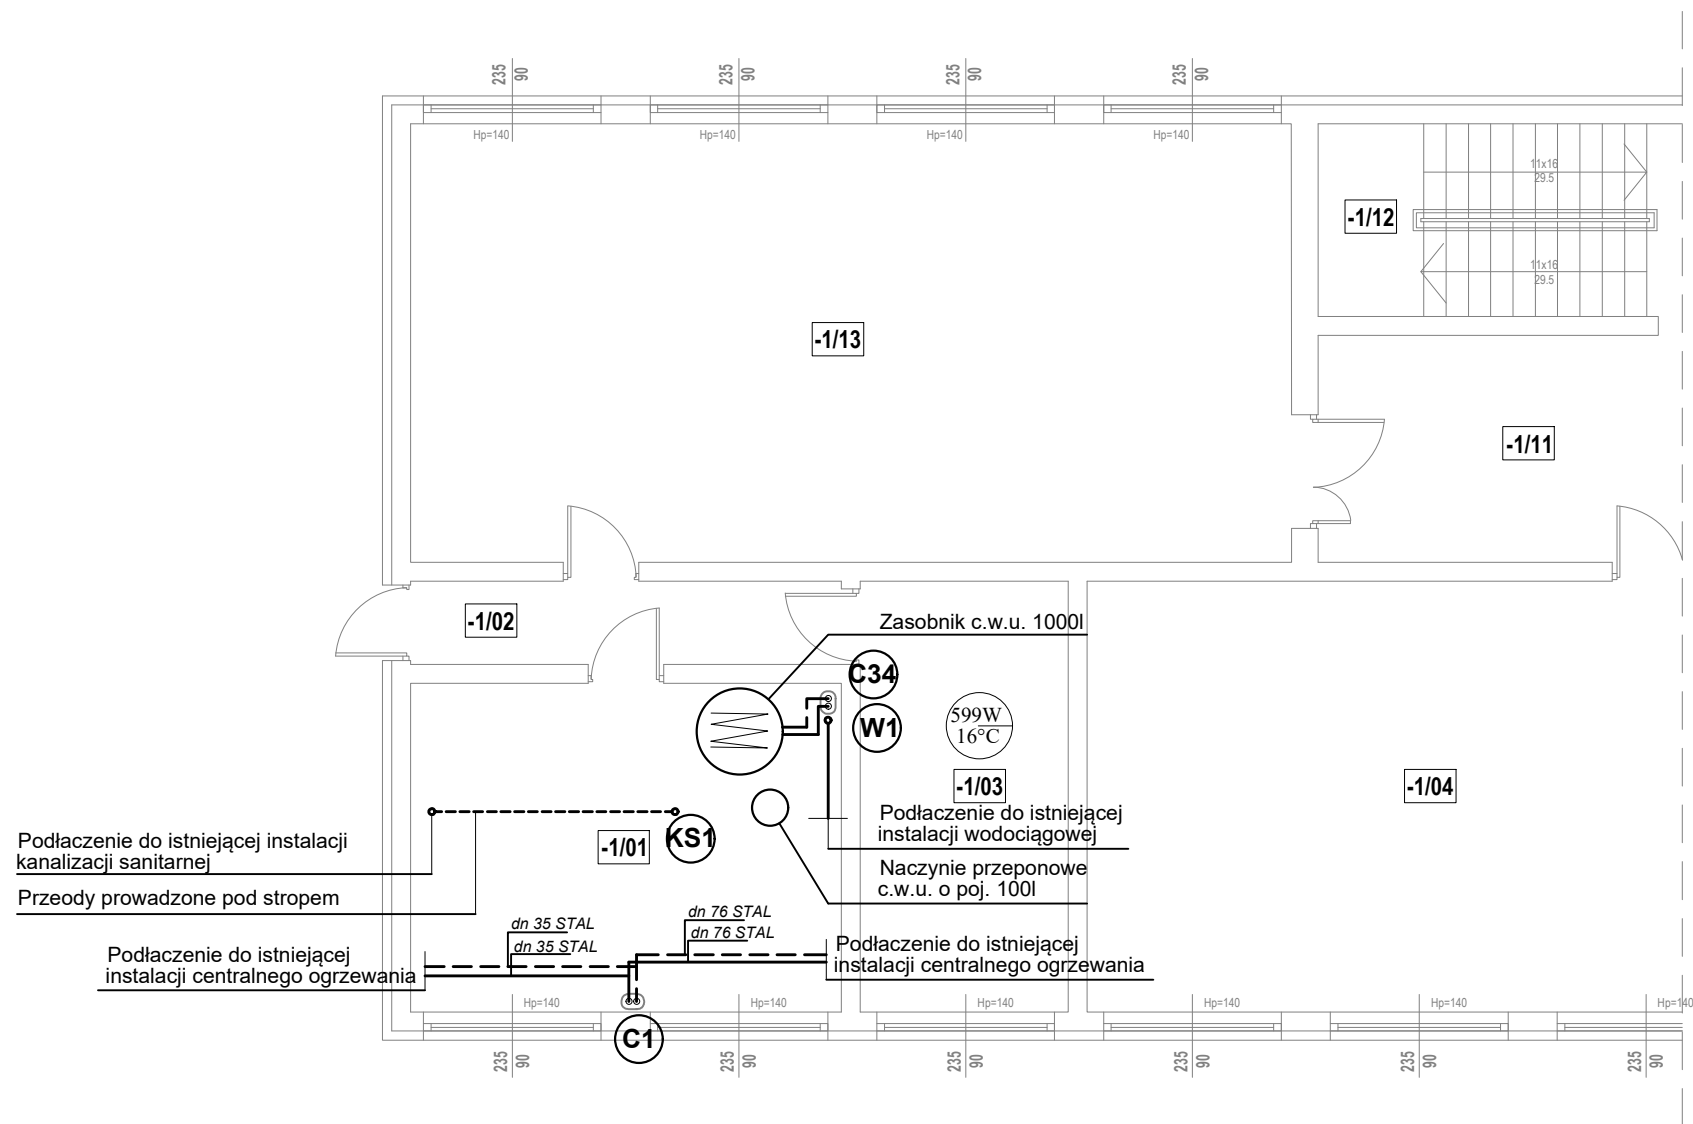 235
90
235
90
235
90
235
90
Hp=140
Hp=140
Hp=140
Hp=140
11x16
29.5
-1/12
11x16
29.5
-1/13
-1/11
-1/02
Zasobnik c.w.u. 1000l
C34
W1
599W
16°C
-1/03
-1/04
Podłaczenie do istniejącej
instalacji wodociągowej
KS1
-1/01
Podłaczenie do istniejącej instalacji
kanalizacji sanitarnej
Naczynie przeponowe
c.w.u. o poj. 100l
Przeody prowadzone pod stropem
dn 35 STAL
dn 35 STAL
dn 76 STAL
dn 76 STAL
Podłaczenie do istniejącej
instalacji centralnego ogrzewania
Podłaczenie do istniejącej
instalacji centralnego ogrzewania
Hp=140
Hp=140
Hp=140
Hp=140
Hp=140
Hp=140
C1
235
90
235
90
235
90
235
90
235
90
235
90